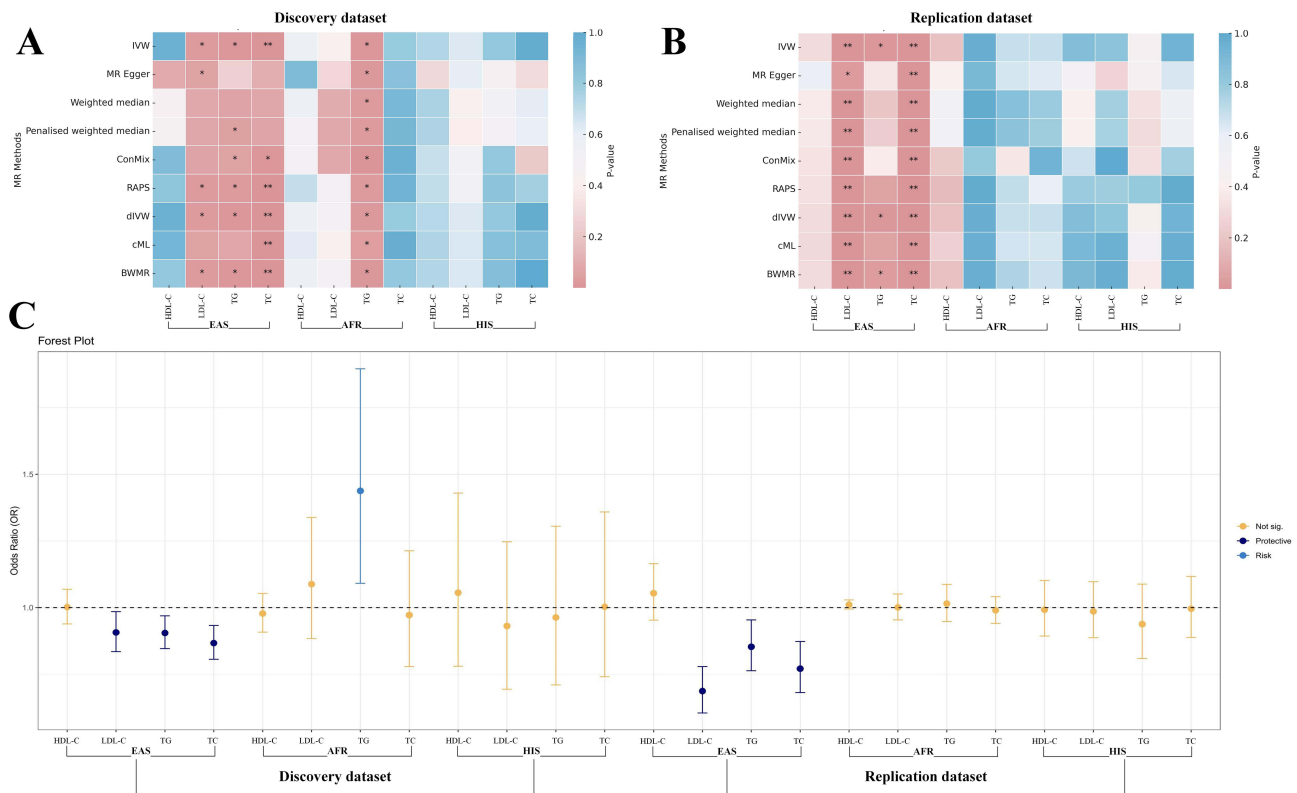 Discovery dataset
A
IVW
MR Egger
Weighted median
Penalised weighted median
ConMix
RAPS
dIVW
cML
BWMR
MR Methods
* * ** *
* *
*
* *
* * *
* * ** *
* * ** *
** *
* * ** *
HDL-C LDL-C TG TC HDL-C LDL-C TG TC HDL-C LDL-C TG TC
EAS AFR HIS
1.0
0.8
0.6
0.4
0.2
P-value
Replication dataset
B
IVW
MR Egger
Weighted median
Penalised weighted median
ConMix
RAPS
dIVW
cML
BWMR
MR Methods
** * **
* **
** **
** **
** **
** **
** * **
** **
** * **
HDL-C LDL-C TG TC HDL-C LDL-C TG TC HDL-C LDL-C TG TC
EAS AFR HIS
1.0
0.8
0.6
0.4
0.2
P-value
C
Forest Plot
Odds Ratio (OR)
1.5
1.0
Not sig.
Protective
Risk
HDL-C LDL-C TG TC HDL-C LDL-C TG TC HDL-C LDL-C TG TC HDL-C LDL-C TG TC HDL-C LDL-C TG TC HDL-C LDL-C TG TC
EAS AFR HIS EAS AFR HIS
Discovery dataset Replication dataset